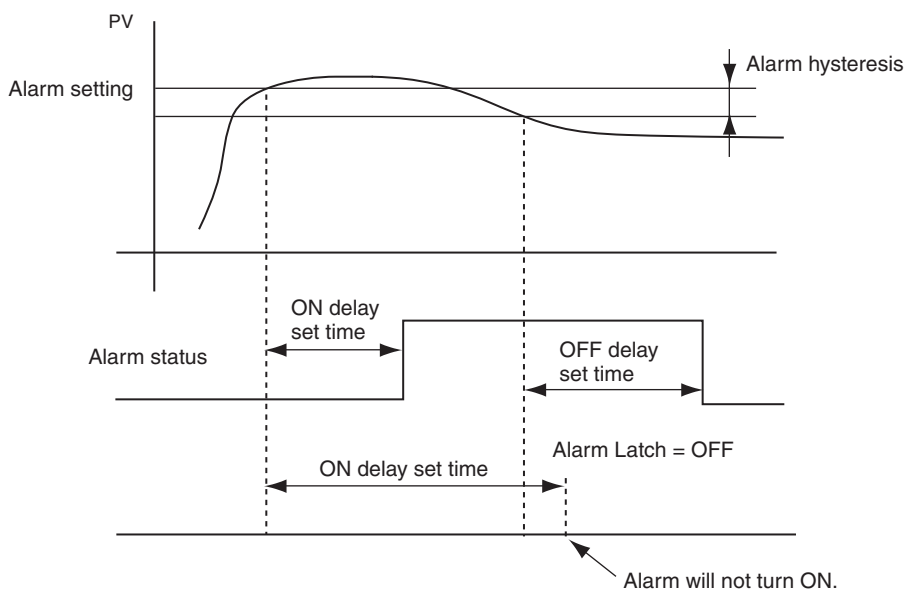 PV
Alarm hysteresis
Alarm setting
ON delay
set time
Alarm status
OFF delay
set time
Alarm Latch = OFF
ON delay set time
Alarm will not turn ON.